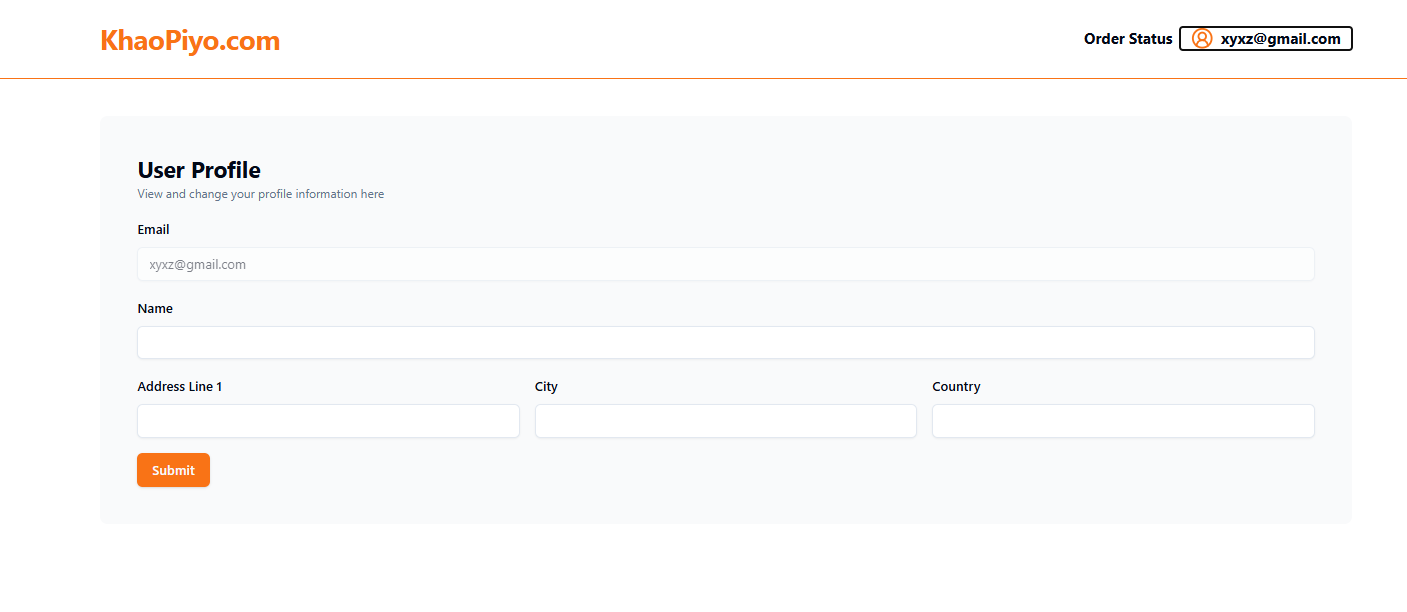 KhaoPiyo.com
Order Status xyxz@gmail.com
User Profile
View and change your profile information here
Email
xyxz@gmail.com
Name
Address Line 1 City Country
Submit